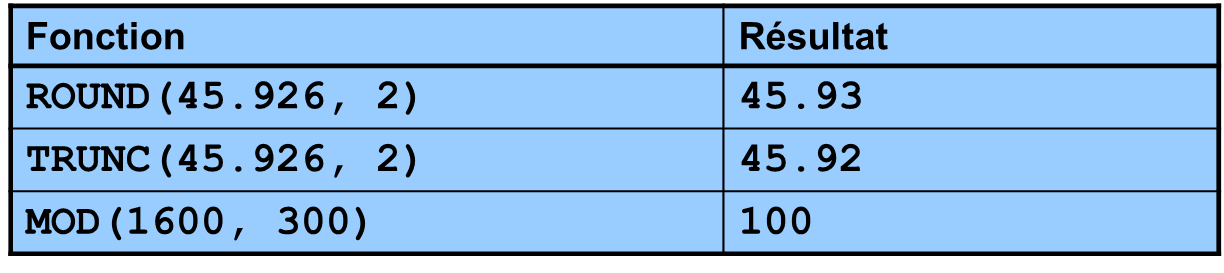 Fonction Résultat
ROUND(45.926, 2) 45.93
TRUNC(45.926, 2) 45.92
MOD(1600, 300) 100